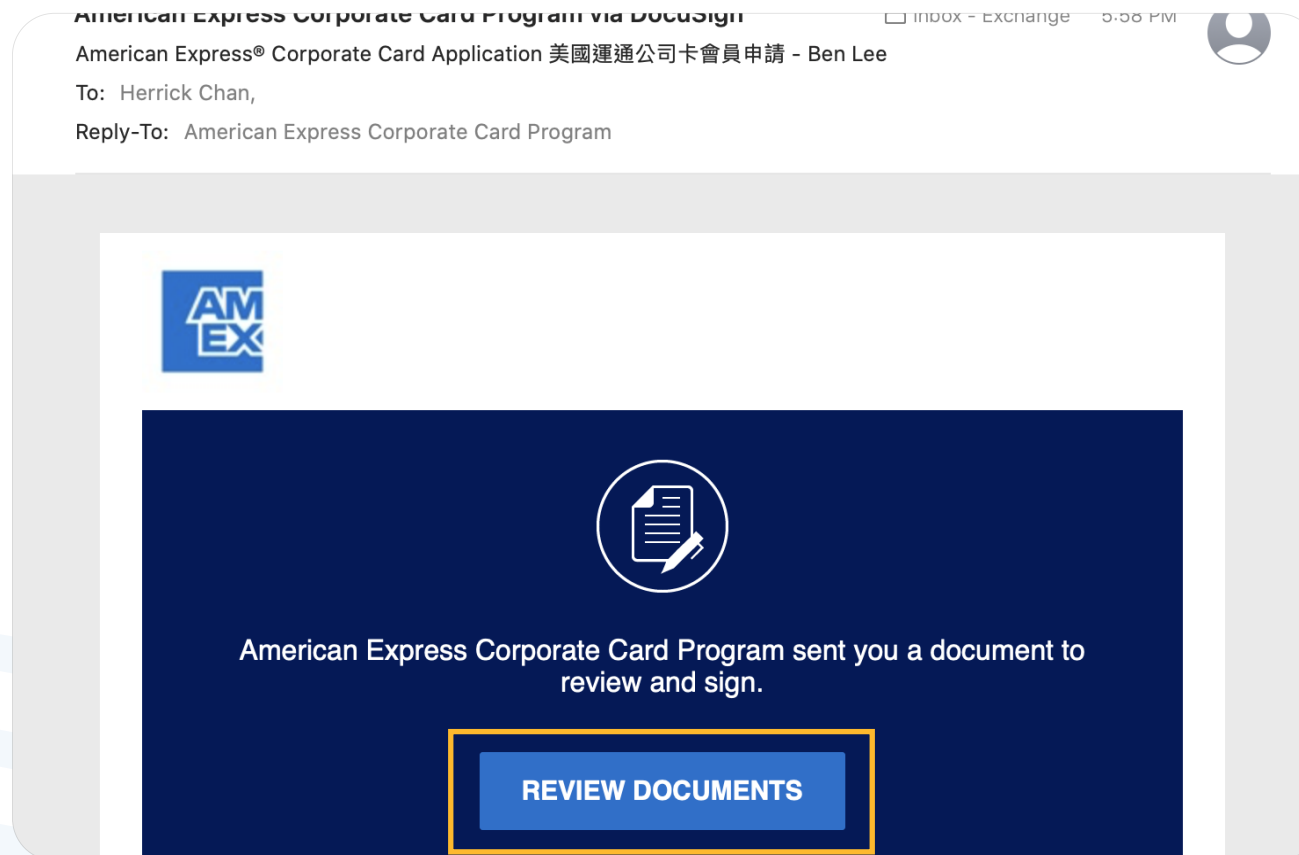 American Express Corporate Card Program via DocuSign
Inbox - Exchange 5:58 PM
American Express® Corporate Card Application 美國運通公司卡會員申請 - Ben Lee
To: Herrick Chan,
Reply-To: American Express Corporate Card Program
AM
EX
American Express Corporate Card Program sent you a document to
review and sign.
REVIEW DOCUMENTS